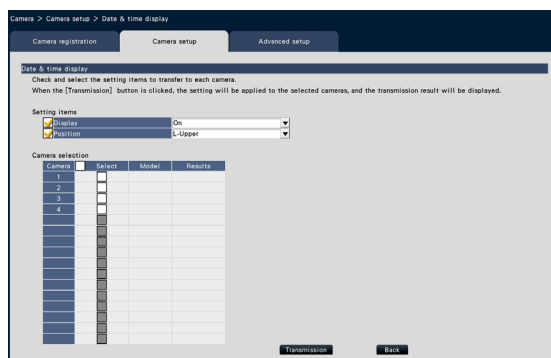 Camera > Camera setup > Date & time display
Camera registration Camera setup Advanced setup
Date & time display
Check and select the setting items to transfer to each camera.
When the [Transmission] button is clicked, the setting will be applied to the selected cameras, and the transmission result will be displayed.
Setting items
Display On
Position L-Upper
Camera selection
Camera Select Model Results
1
2
3
4
Transmission Back